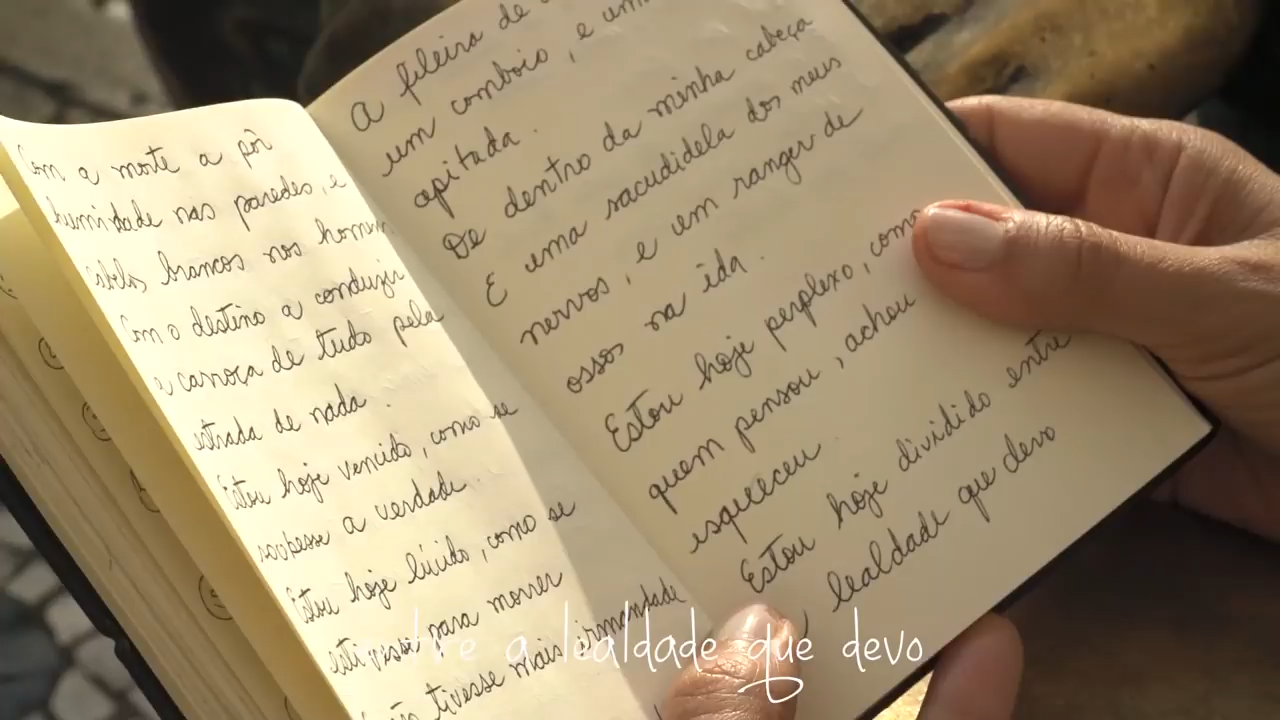 Com a morte a pôr
humidade nas paredes, e
cabelos brancos nos homens
Com o destino a conduzir
a carroça de tudo pela
estrada de nada.
Estou hoje vencido, como se
soubesse a verdade.
Estou hoje lúcido, como se
estivesse para morrer
não tivesse mais irmandade
A fileira de
um comboio, e uma
apitada.
De dentro da minha cabeça
E uma sacudidela dos meus
nervos, e um ranger de
ossos na ida.
Estou hoje perplexo, como
quem pensou, achou
esqueceu.
Estou hoje dividido entre
lealdade que devo
entre a lealdade que devo